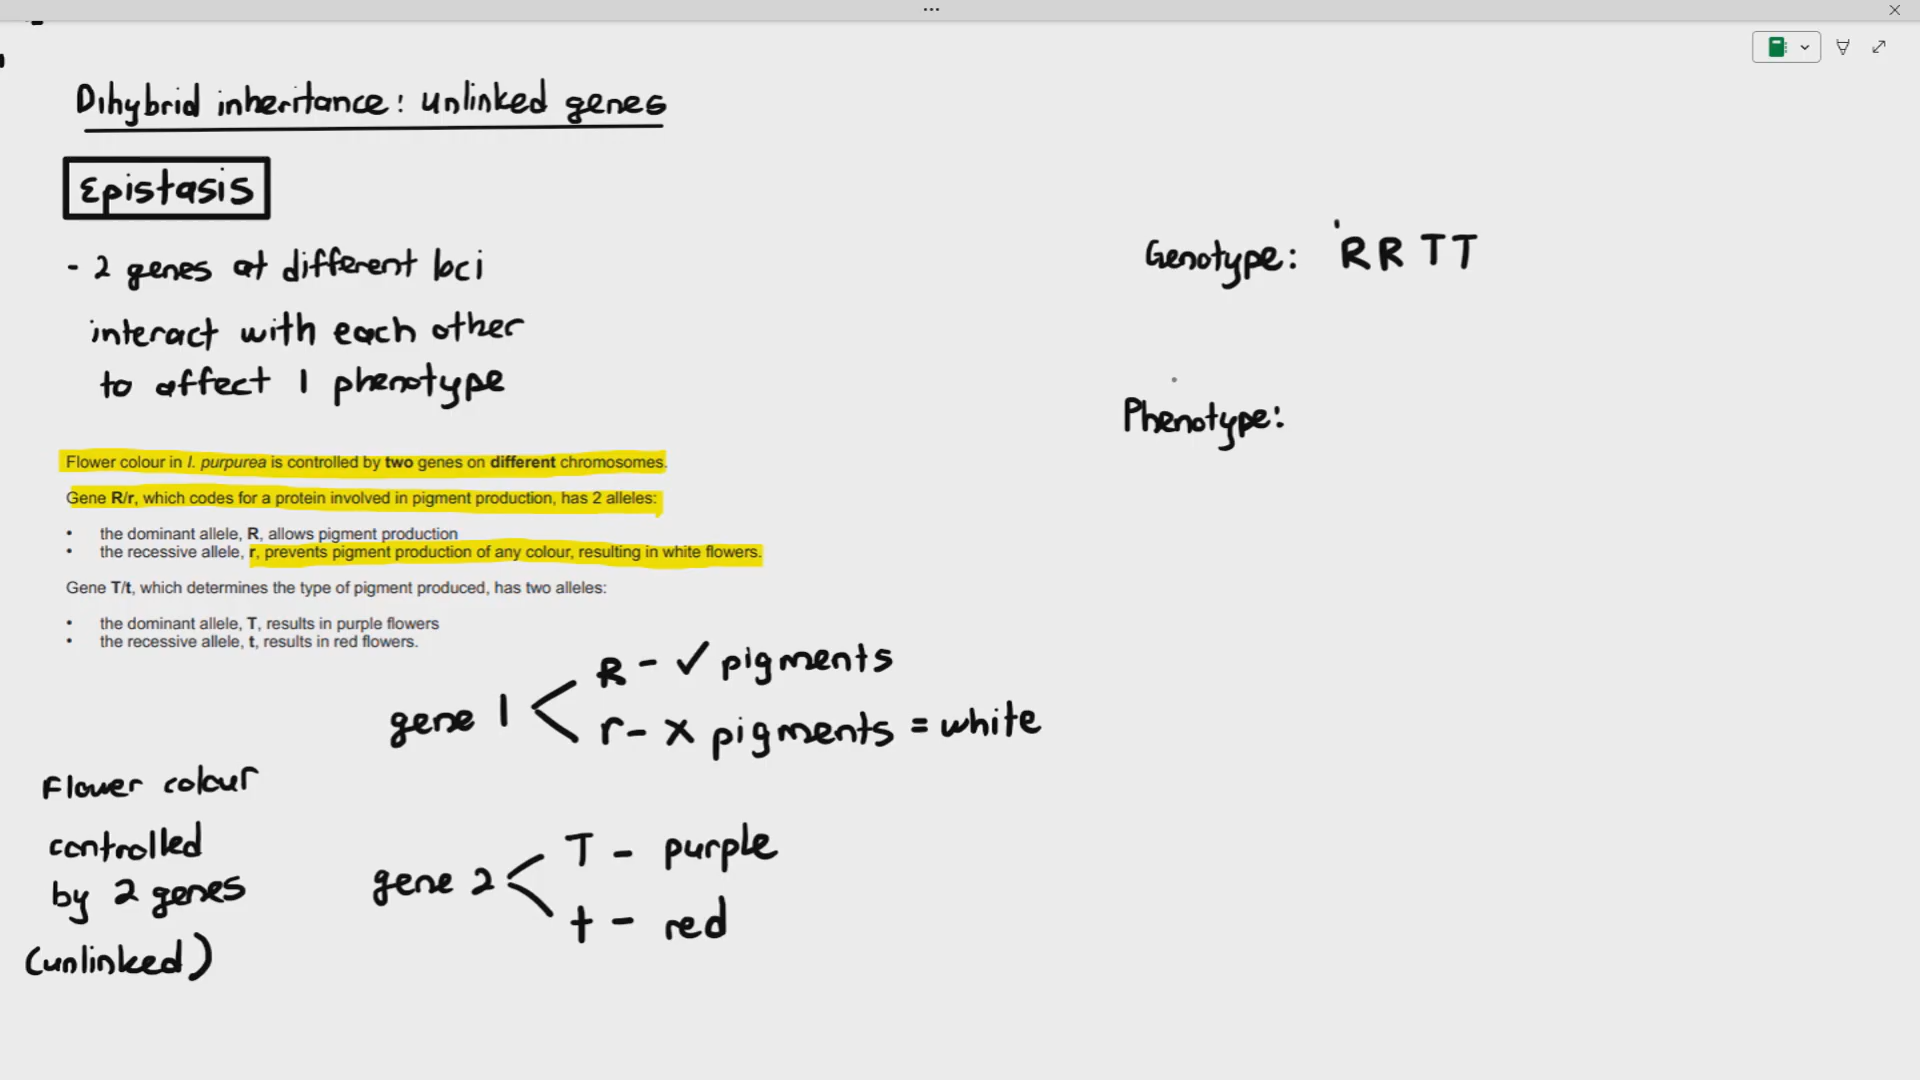 Dihybrid inheritance: unlinked genes
Epistasis
- 2 genes at different loci
interact with each other
to affect 1 phenotype
Flower colour in I. purpurea is controlled by two genes on different chromosomes.
Gene R/r, which codes for a protein involved in pigment production, has 2 alleles:
• the dominant allele, R, allows pigment production
• the recessive allele, r, prevents pigment production of any colour, resulting in white flowers.
Gene T/t, which determines the type of pigment produced, has two alleles:
• the dominant allele, T, results in purple flowers
• the recessive allele, t, results in red flowers.
Flower colour
controlled
by 2 genes
(unlinked)
gene 1
R - ✓ pigments
r - x pigments = white
gene 2
T - purple
t - red
Genotype: RRTT
Phenotype: